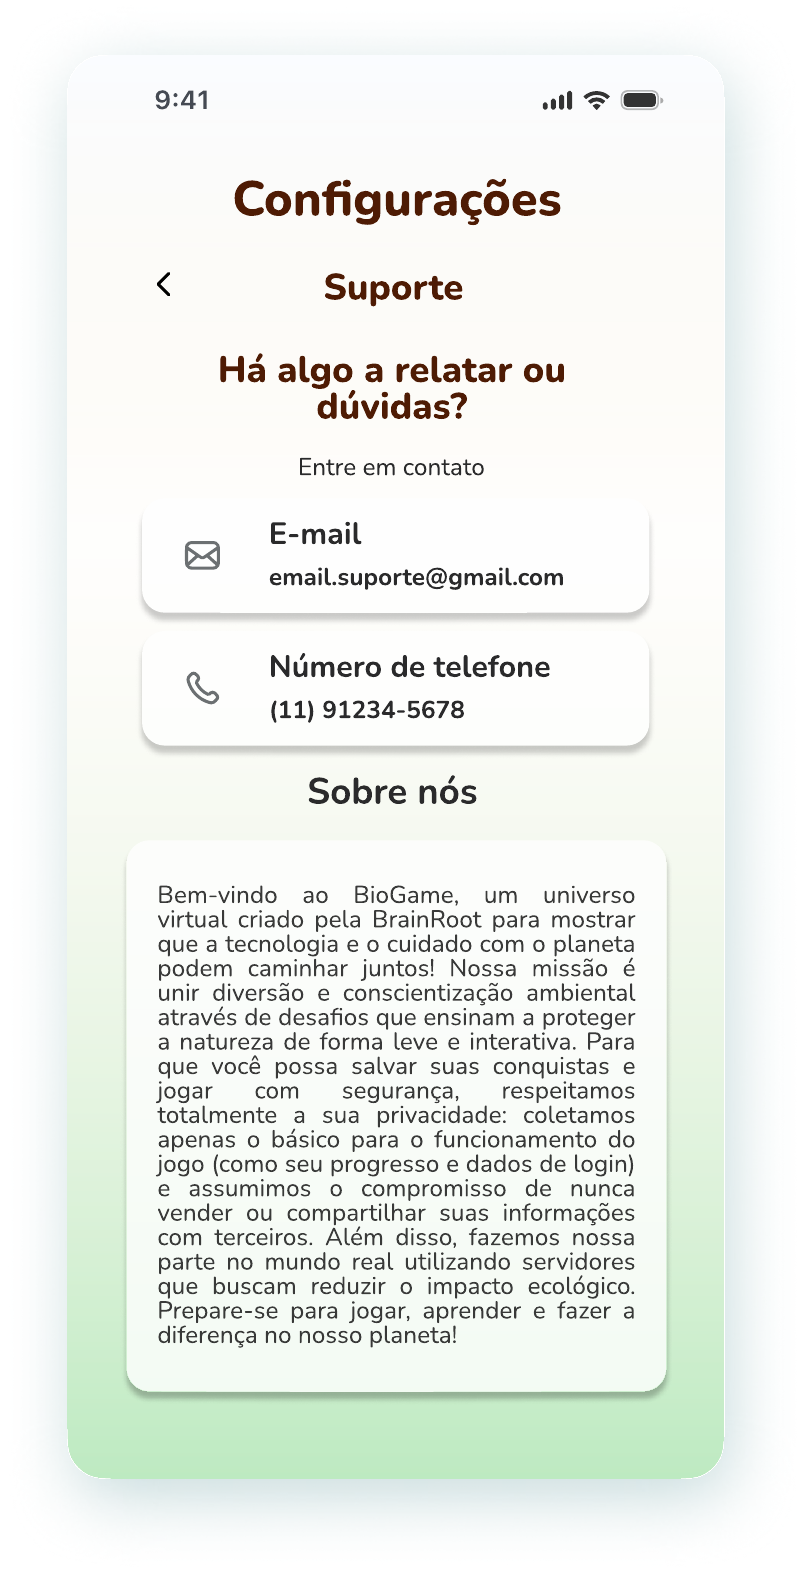 9:41
Configurações
Suporte
Há algo a relatar ou
dúvidas?
Entre em contato
E-mail
email.suporte@gmail.com
Número de telefone
(11) 91234-5678
Sobre nós
Bem-vindo ao BioGame, um universo
virtual criado pela BrainRoot para mostrar
que a tecnologia e o cuidado com o planeta
podem caminhar juntos! Nossa missão é
unir diversão e conscientização ambiental
através de desafios que ensinam a proteger
a natureza de forma leve e interativa. Para
que você possa salvar suas conquistas e
jogar com segurança, respeitamos
totalmente a sua privacidade: coletamos
apenas o básico para o funcionamento do
jogo (como seu progresso e dados de login)
e assumimos o compromisso de nunca
vender ou compartilhar suas informações
com terceiros. Além disso, fazemos nossa
parte no mundo real utilizando servidores
que buscam reduzir o impacto ecológico.
Prepare-se para jogar, aprender e fazer a
diferença no nosso planeta!